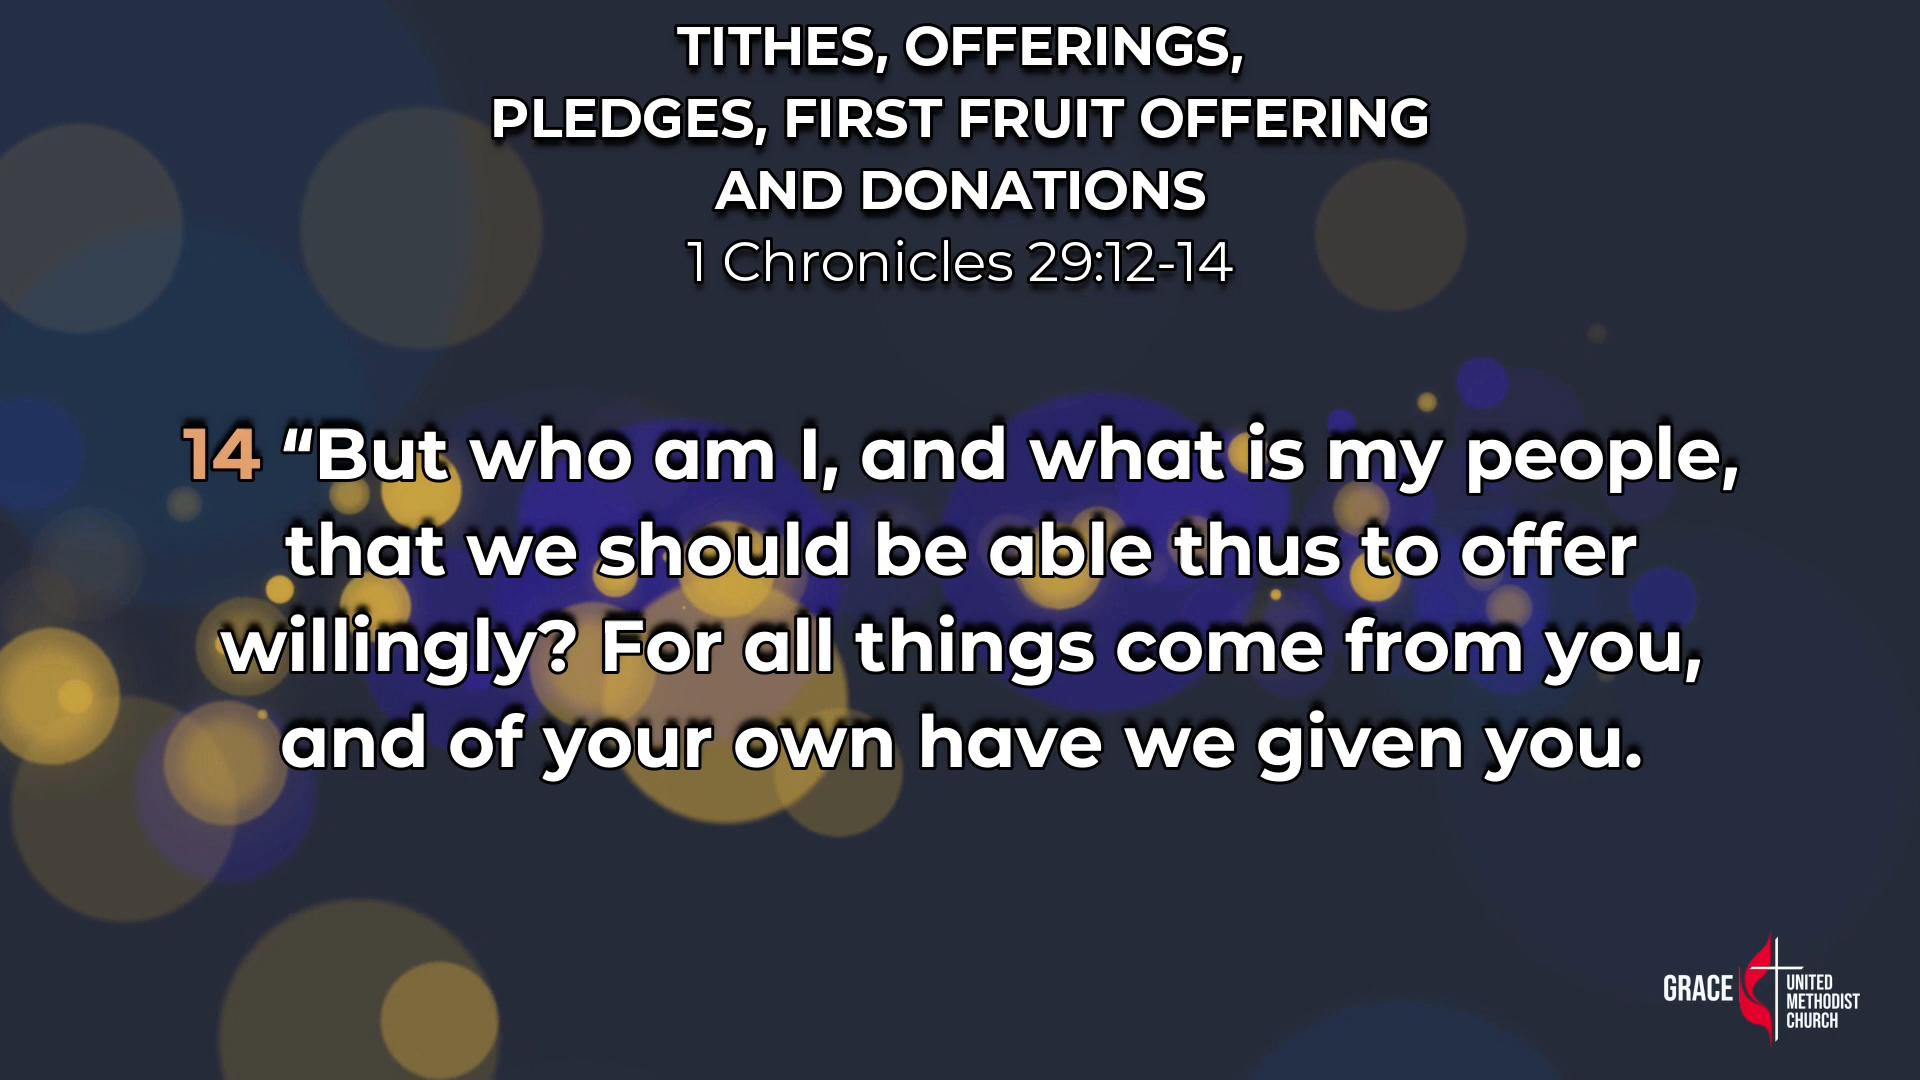 TITHES, OFFERINGS,
PLEDGES, FIRST FRUIT OFFERING
AND DONATIONS
1 Chronicles 29:12-14
14 “But who am I, and what is my people,
that we should be able thus to offer
willingly? For all things come from you,
and of your own have we given you.
GRACE
UNITED
METHODIST
CHURCH